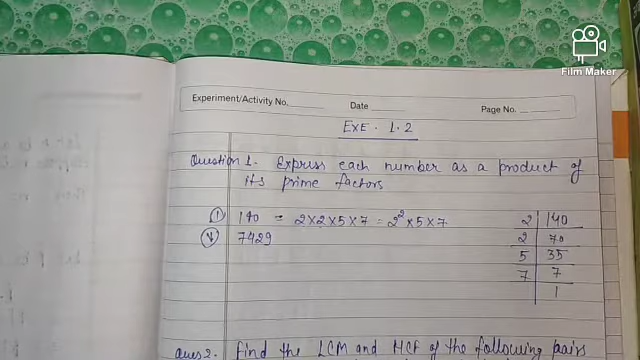 Film Maker
Experiment/Activity No.
Date
Page No.
EXE. 1.2
Question 1. Express each number as a product of
its prime factors
(i) 140 = 2×2×5×7 = 2²×5×7
(v) 7429
2 | 140
2 | 70
5 | 35
7 | 7
| 1
Ques 2. Find the LCM and HCF of the following pairs